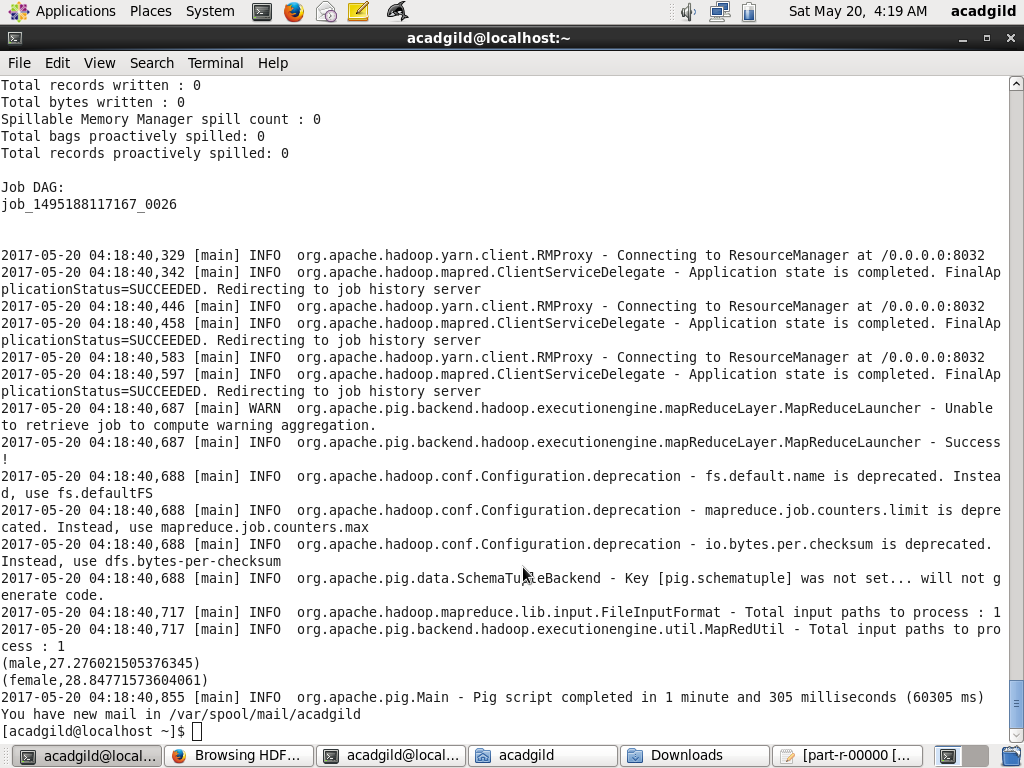 Applications Places System Sat May 20, 4:19 AM acadgild
acadgild@localhost:~
File Edit View Search Terminal Help
Total records written : 0
Total bytes written : 0
Spillable Memory Manager spill count : 0
Total bags proactively spilled: 0
Total records proactively spilled: 0
Job DAG:
job_1495188117167_0026
2017-05-20 04:18:40,329 [main] INFO  org.apache.hadoop.yarn.client.RMProxy - Connecting to ResourceManager at /0.0.0.0:8032
2017-05-20 04:18:40,342 [main] INFO  org.apache.hadoop.mapred.ClientServiceDelegate - Application state is completed. FinalAp
plicationStatus=SUCCEEDED. Redirecting to job history server
2017-05-20 04:18:40,446 [main] INFO  org.apache.hadoop.yarn.client.RMProxy - Connecting to ResourceManager at /0.0.0.0:8032
2017-05-20 04:18:40,458 [main] INFO  org.apache.hadoop.mapred.ClientServiceDelegate - Application state is completed. FinalAp
plicationStatus=SUCCEEDED. Redirecting to job history server
2017-05-20 04:18:40,583 [main] INFO  org.apache.hadoop.yarn.client.RMProxy - Connecting to ResourceManager at /0.0.0.0:8032
2017-05-20 04:18:40,597 [main] INFO  org.apache.hadoop.mapred.ClientServiceDelegate - Application state is completed. FinalAp
plicationStatus=SUCCEEDED. Redirecting to job history server
2017-05-20 04:18:40,687 [main] WARN  org.apache.pig.backend.hadoop.executionengine.mapReduceLayer.MapReduceLauncher - Unable
to retrieve job to compute warning aggregation.
2017-05-20 04:18:40,687 [main] INFO  org.apache.pig.backend.hadoop.executionengine.mapReduceLayer.MapReduceLauncher - Success
!
2017-05-20 04:18:40,688 [main] INFO  org.apache.hadoop.conf.Configuration.deprecation - fs.default.name is deprecated. Instea
d, use fs.defaultFS
2017-05-20 04:18:40,688 [main] INFO  org.apache.hadoop.conf.Configuration.deprecation - mapreduce.job.counters.limit is depre
cated. Instead, use mapreduce.job.counters.max
2017-05-20 04:18:40,688 [main] INFO  org.apache.hadoop.conf.Configuration.deprecation - io.bytes.per.checksum is deprecated.
Instead, use dfs.bytes-per-checksum
2017-05-20 04:18:40,688 [main] INFO  org.apache.pig.data.SchemaTupleBackend - Key [pig.schematuple] was not set... will not g
enerate code.
2017-05-20 04:18:40,717 [main] INFO  org.apache.hadoop.mapreduce.lib.input.FileInputFormat - Total input paths to process : 1
2017-05-20 04:18:40,717 [main] INFO  org.apache.pig.backend.hadoop.executionengine.util.MapRedUtil - Total input paths to pro
cess : 1
(male,27.276021505376345)
(female,28.84771573604061)
2017-05-20 04:18:40,855 [main] INFO  org.apache.pig.Main - Pig script completed in 1 minute and 305 milliseconds (60305 ms)
You have new mail in /var/spool/mail/acadgild
[acadgild@localhost ~]$
acadgild@local... Browsing HDF... acadgild@local... acadgild Downloads [part-r-00000 [...